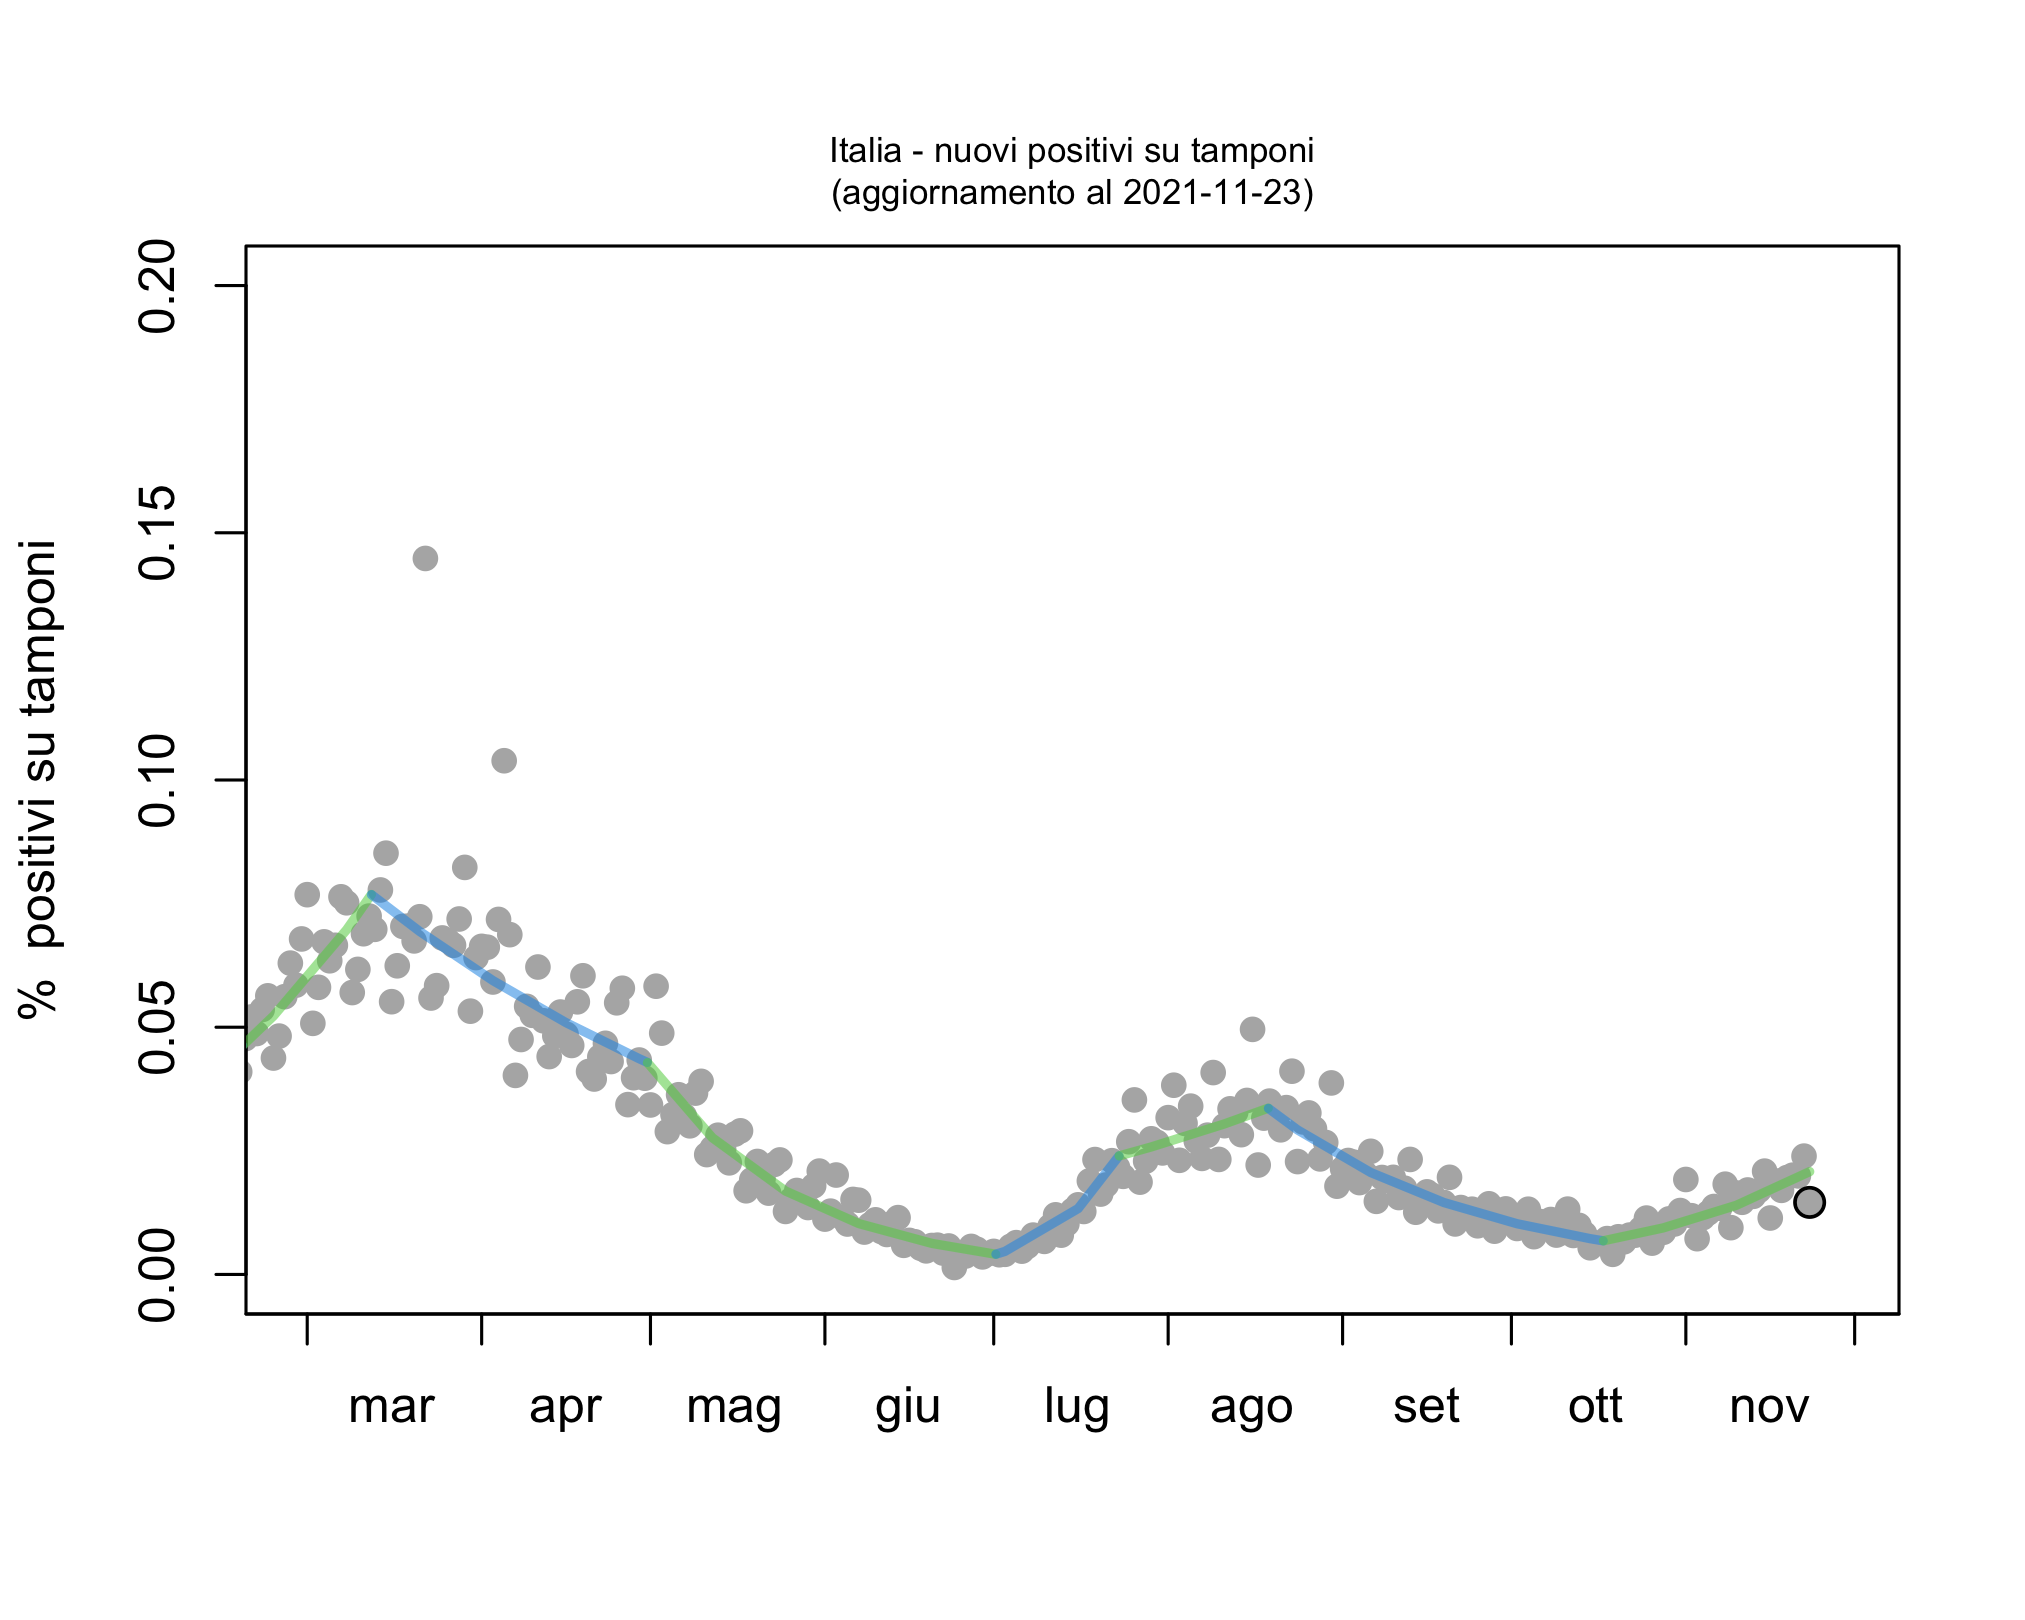 Italia - nuovi positivi su tamponi
(aggiornamento al 2021-11-23)
% positivi su tamponi
0.20
0.15
0.10
0.05
0.00
mar apr mag giu lug ago set ott nov